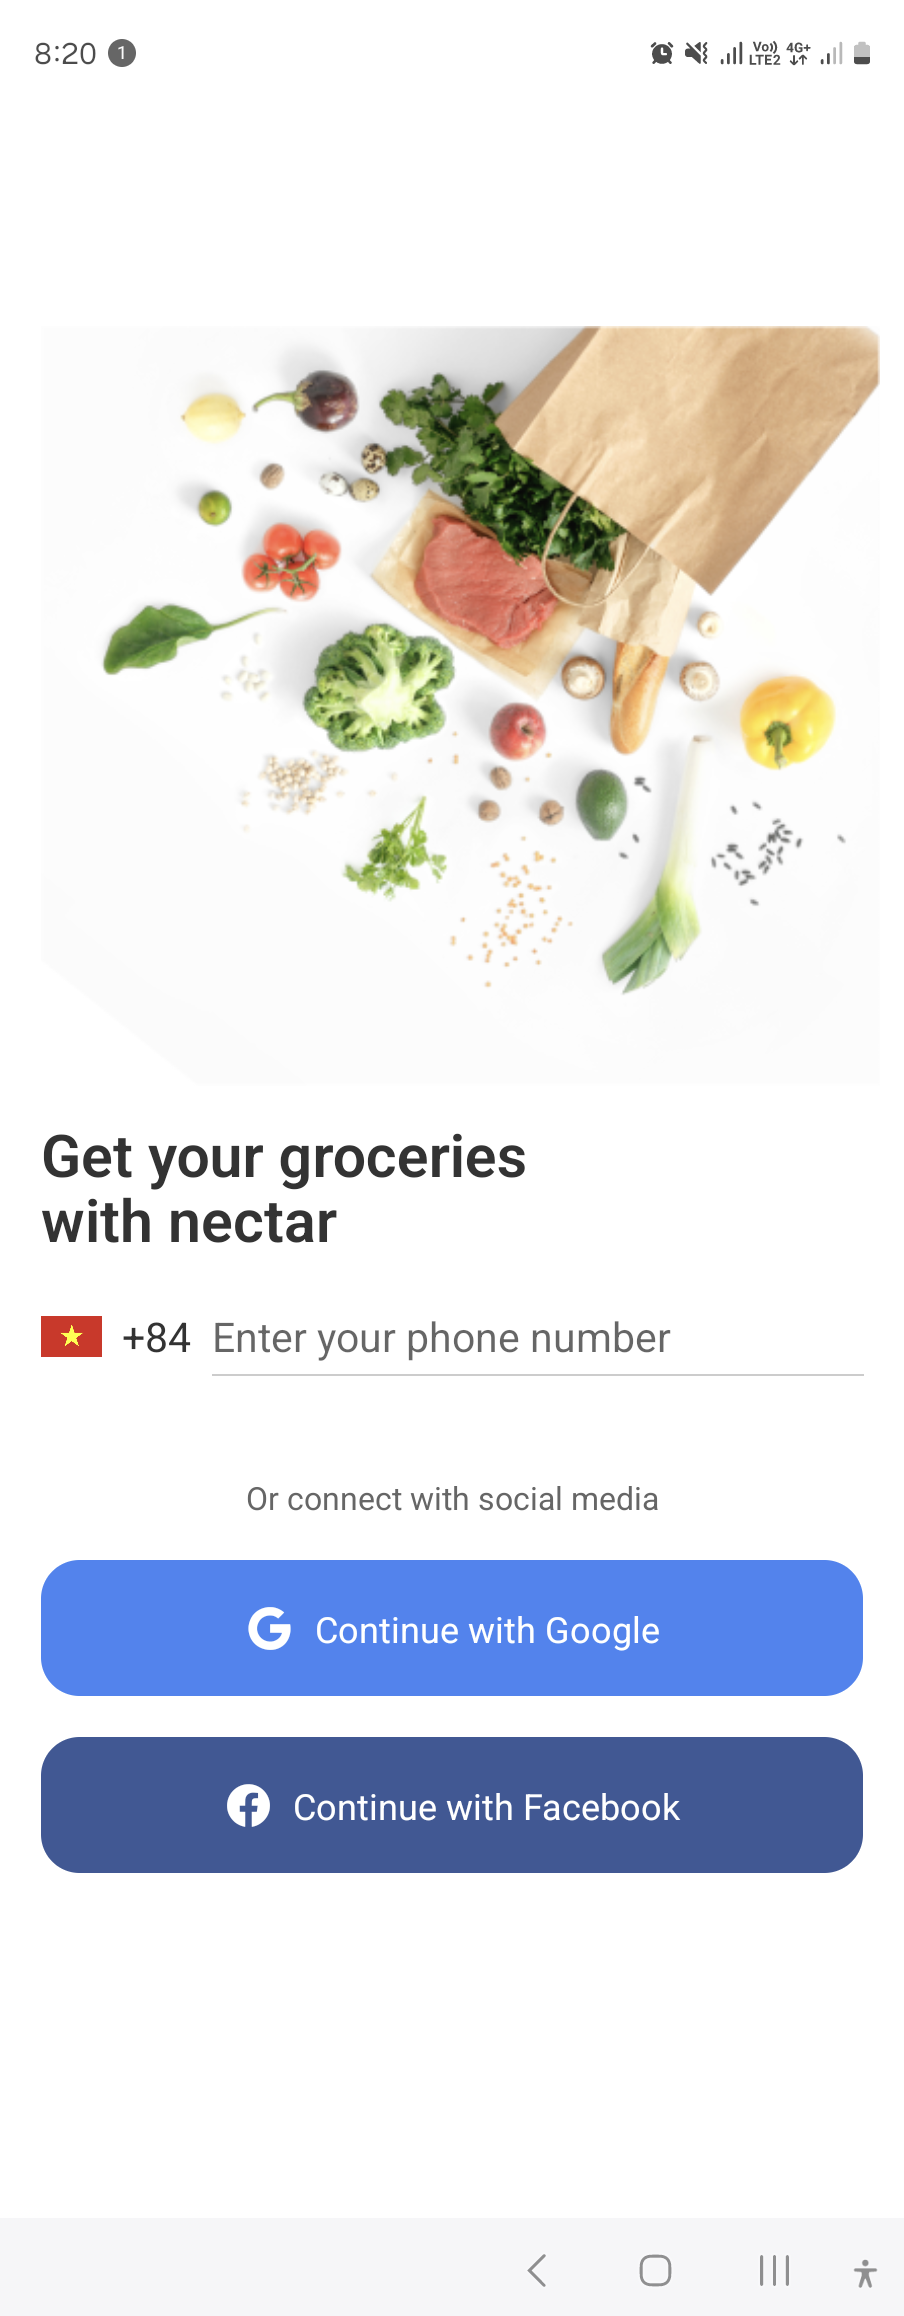 8:20 1 Vo)) LTE2 4G+
Get your groceries
with nectar
+84 Enter your phone number
Or connect with social media
G Continue with Google
f Continue with Facebook